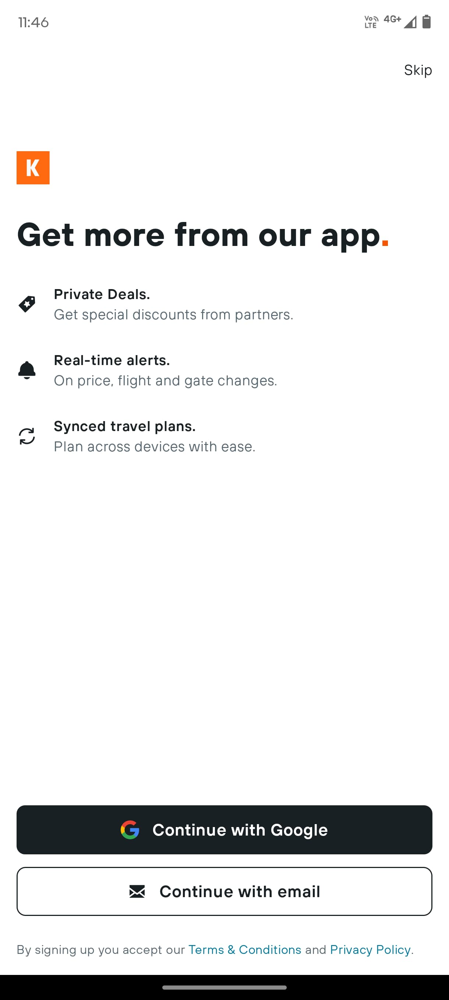 11:46
Vo LTE 4G+
Skip
K
Get more from our app.
Private Deals.
Get special discounts from partners.
Real-time alerts.
On price, flight and gate changes.
Synced travel plans.
Plan across devices with ease.
Continue with Google
Continue with email
By signing up you accept our Terms & Conditions and Privacy Policy.